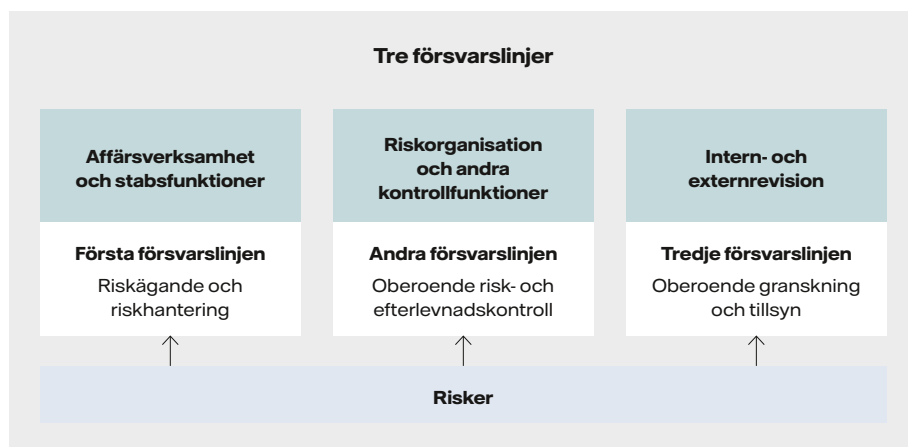 Tre försvarslinjer
Affärsverksamhet
och stabsfunktioner
Första försvarslinjen
Riskägande och
riskhantering
Riskorganisation
och andra
kontrollfunktioner
Andra försvarslinjen
Oberoende risk- och
efterlevnadskontroll
Intern- och
externrevision
Tredje försvarslinjen
Oberoende granskning
och tillsyn
Risker